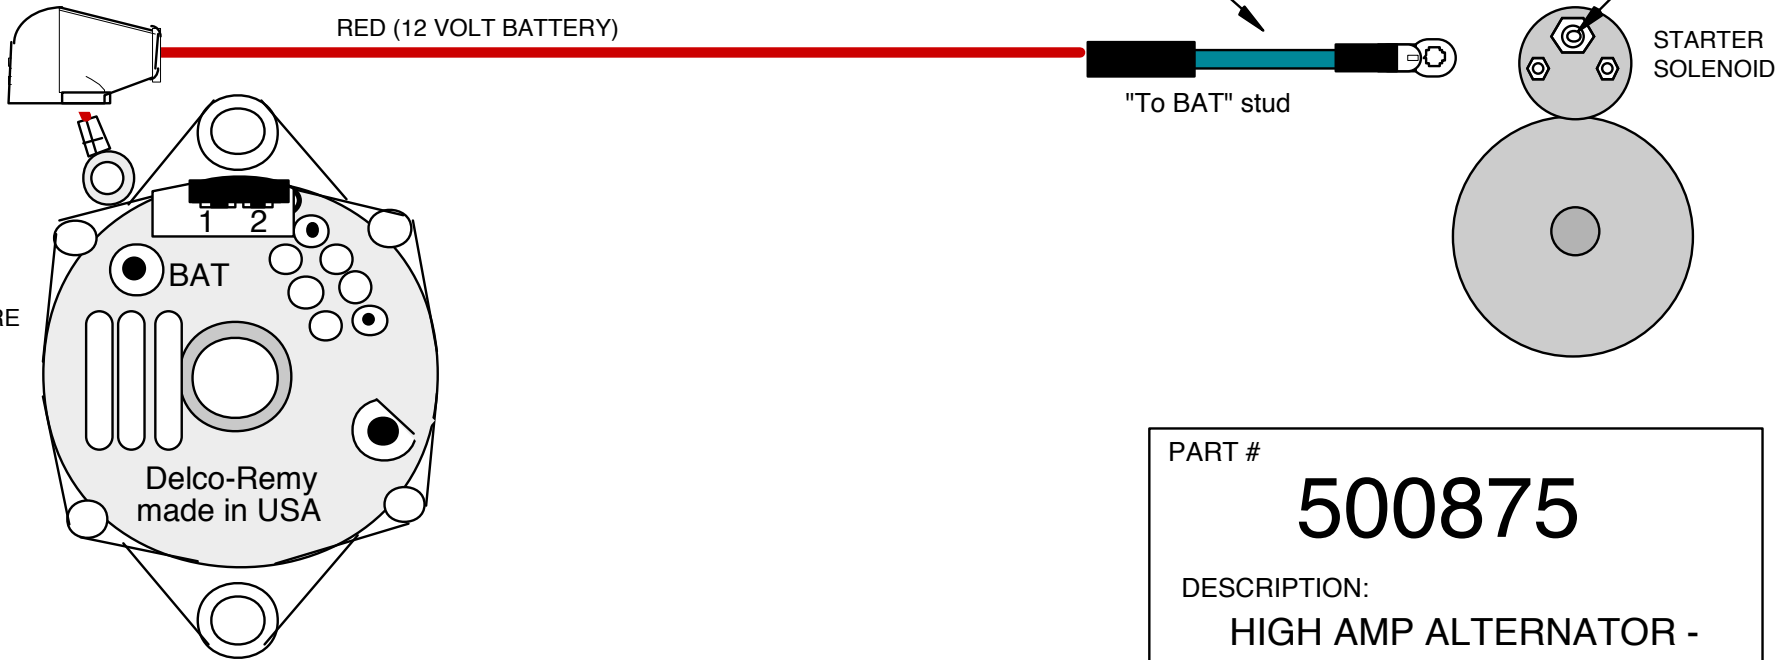 RED (12 VOLT BATTERY)
STARTER
SOLENOID
"To BAT" stud
1 2
BAT
RE
Delco-Remy
made in USA
PART #
500875
DESCRIPTION:
HIGH AMP ALTERNATOR -